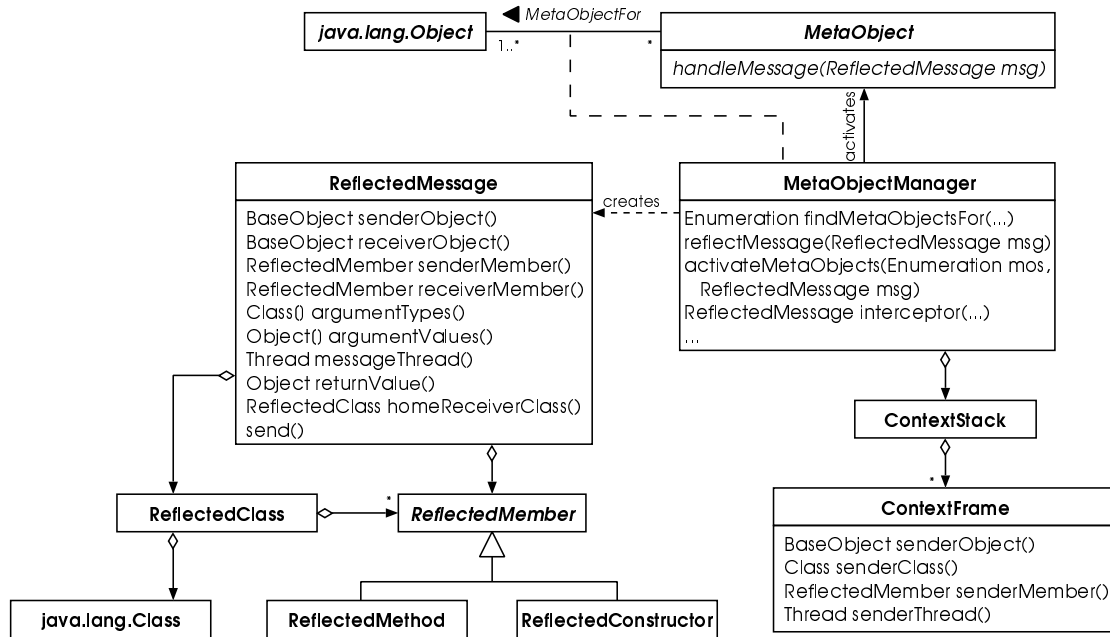 MetaObjectFor
java.lang.Object
1..*
*
MetaObject
handleMessage(ReflectedMessage msg)
activates
ReflectedMessage
BaseObject senderObject()
BaseObject receiverObject()
ReflectedMember senderMember()
ReflectedMember receiverMember()
Class[] argumentTypes()
Object[] argumentValues()
Thread messageThread()
Object returnValue()
ReflectedClass homeReceiverClass()
send()
creates
MetaObjectManager
Enumeration findMetaObjectsFor(...)
reflectMessage(ReflectedMessage msg)
activateMetaObjects(Enumeration mos,
ReflectedMessage msg)
ReflectedMessage interceptor(...)
...
ContextStack
*
ContextFrame
BaseObject senderObject()
Class senderClass()
ReflectedMember senderMember()
Thread senderThread()
ReflectedClass
*
ReflectedMember
java.lang.Class
ReflectedMethod
ReflectedConstructor